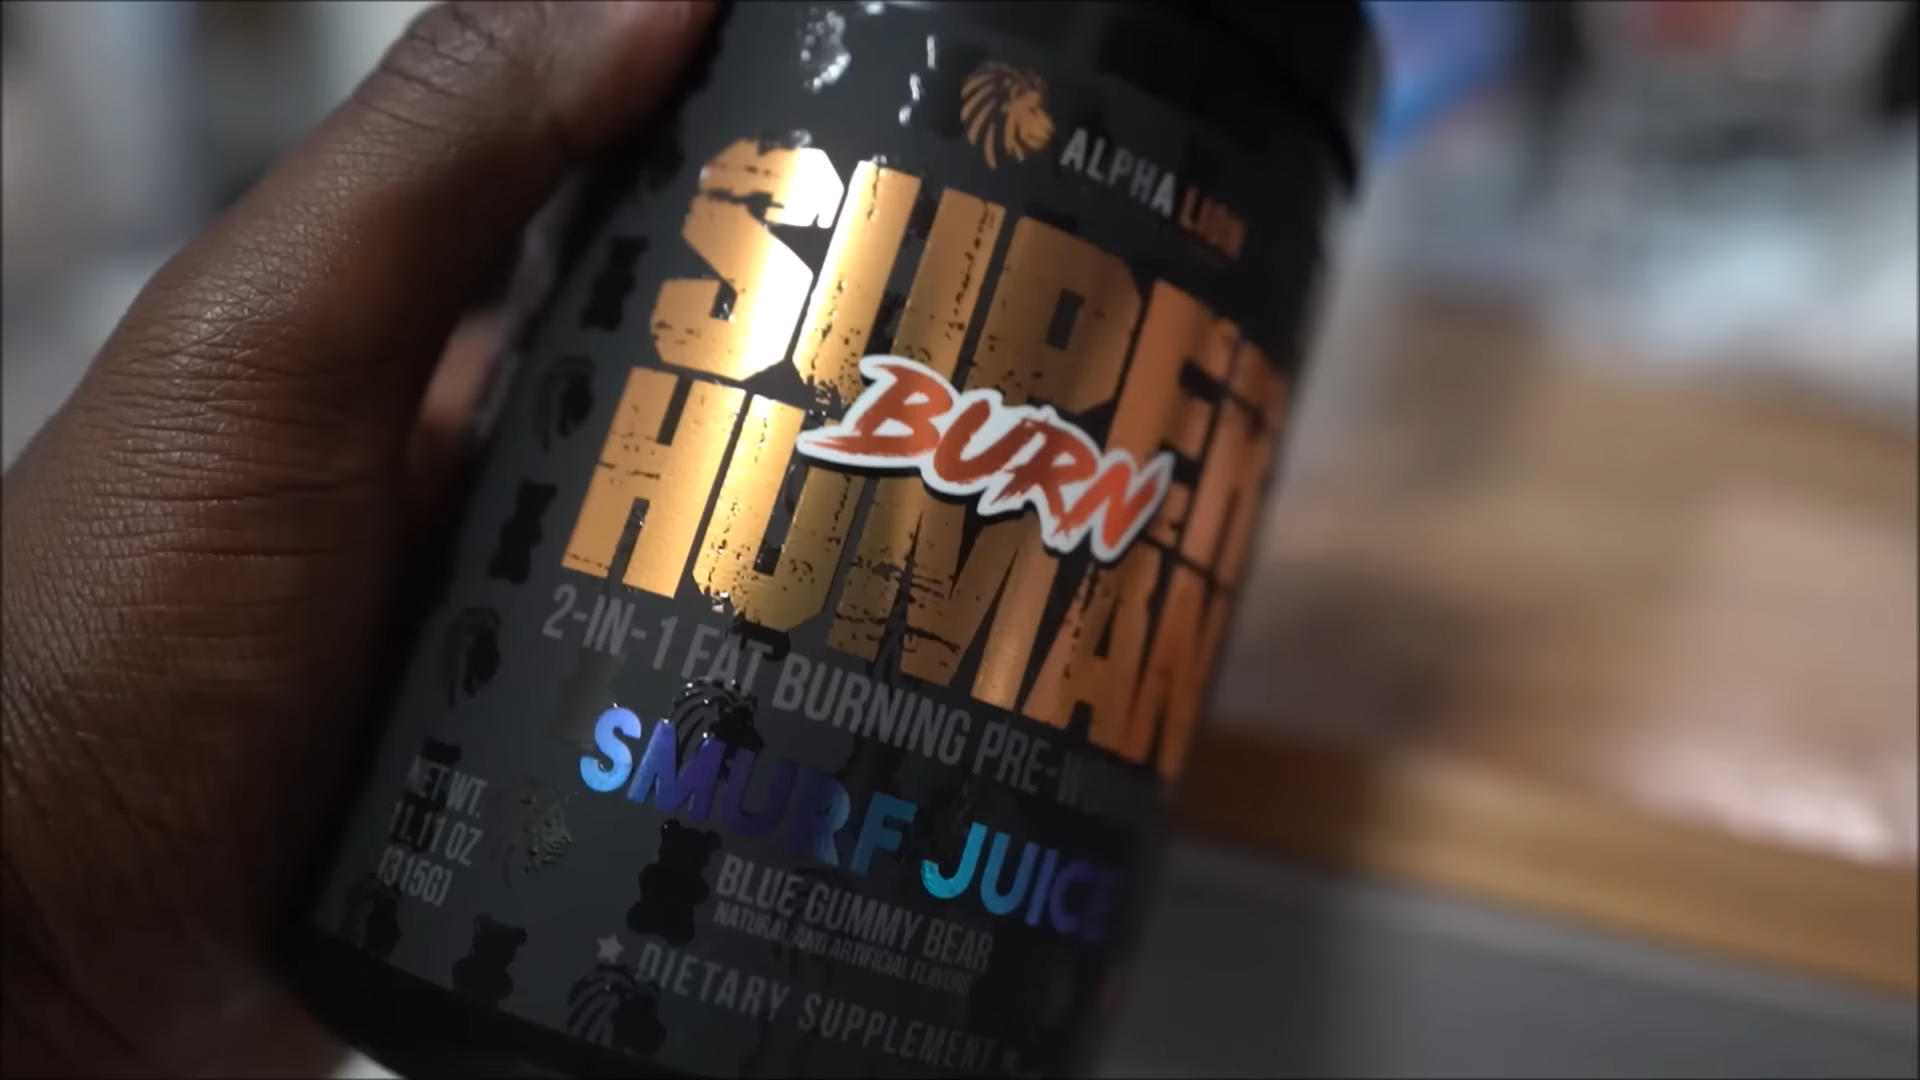 ALPHA LION
SUPER
BURN
HUMAN
2-IN-1 FAT BURNING PRE-
SMURF JUICE
BLUE GUMMY BEAR
NATURAL AND ARTIFICIAL FLAVORS
DIETARY SUPPLEMENT
NET WT.
11.11 OZ
(315G)